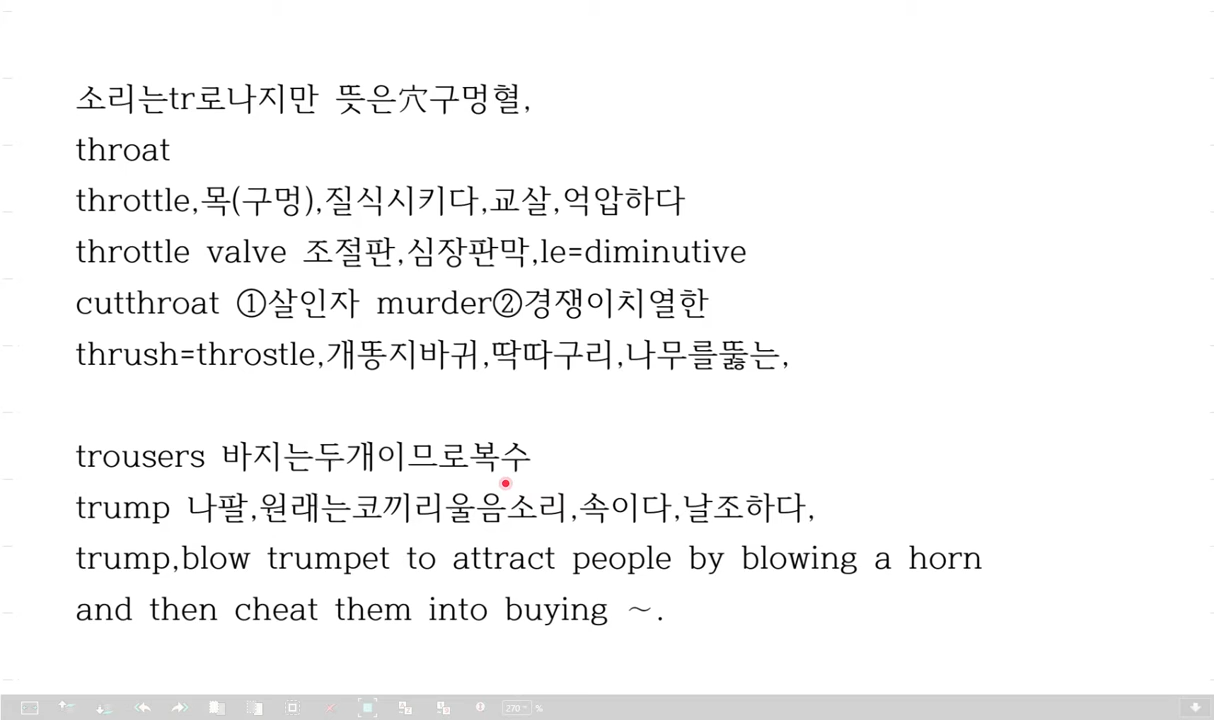 소리는tr로나지만 뜻은穴구멍혈,
throat
throttle,목(구멍),질식시키다,교살,억압하다
throttle valve 조절판,심장판막,le=diminutive
cutthroat ①살인자 murder②경쟁이치열한
thrush=throstle,개똥지바귀,딱따구리,나무를뚫는,
trousers 바지는두개이므로복수
trump 나팔,원래는코끼리울음소리,속이다,날조하다,
trump,blow trumpet to attract people by blowing a horn
and then cheat them into buying ～.
270 %